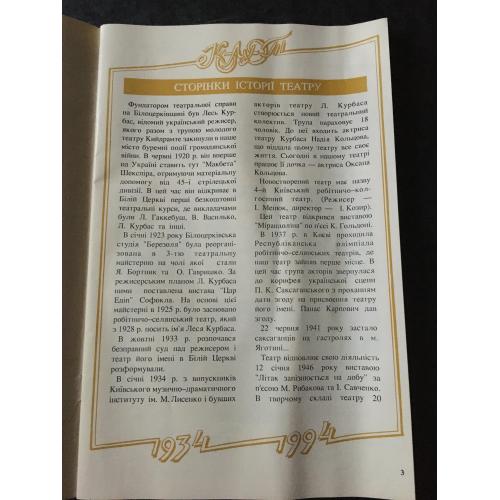 КЛДТ
СТОРІНКИ ІСТОРІЇ ТЕАТРУ
Фундатором театральної справи
на Білоцерківщині був Лесь Кур-
бас, відомий український режисер,
якого разом з трупою молодого
театру Кийдрамте закинули в наше
місто буремні події громадянської
війни. В червні 1920 р. він вперше
на Україні ставить тут "Макбета"
Шекспіра, отримуючи матеріальну
допомогу від 45-ї стрілецької
дивізії. В цей час він відкриває в
Білій Церкві перші безкоштовні
театральні курси, де викладачами
були Л. Гаккебуш, В. Василько,
Л. Курбас та інші.
В січні 1923 року Білоцерківська
студія "Березоля" була реоргані-
зована в 3-тю театральну
майстерню на чолі якої стали
Я. Бортник та О. Гавришко. За
режисерським планом Л. Курбаса
ними поставлена вистава "Цар
Едіп" Софокла. На основі цієї
майстерні в 1925 р. було засновано
робітничо-селянський театр, який
з 1928 р. носить ім'я Леся Курбаса.
В жовтні 1933 р. розпочався
безправний суд над режисером і
театр його імені в Білій Церкві
розформували.
В січні 1934 р. з випускників
Київського музично-драматичного
інституту ім. М. Лисенко і бувших
акторів театру Л. Курбаса
створюється новий театральний
колектив. Трупа нараховує 18
чоловік. До неї входить актриса
театру Курбаса Надія Кольцова,
що віддала цьому театру все своє
життя. Сьогодні в нашому театрі
працює її дочка — актриса Оксана
Кольцова.
Новостворений театр має назву
4-й Київський робітничо-кол-
госпний театр. (Режисер —
І. Менюк, директор — І. Козир).
Цей театр відкрився виставою
"Мірандоліна" по п'єсі К. Гольдоні.
В 1937 р. в Києві проходила
Республіканська олімпіада
робітничо-селянських театрів, де
наш театр зайняв перше місце. В
цей час група акторів звернулася
до корифея української сцени
П. К. Саксаганського з проханням
дати згоду на присвоєння театру
його імені. Панас Карпович дав
згоду.
22 червня 1941 року застало
саксаганців на гастролях в м.
Яготині...
Театр відновлює свою діяльність
12 січня 1946 року виставою
"Літак запізнюється на добу" за
п'єсою М. Рибакова та І. Савченко.
В творчому складі театру 20
1934 1994
3